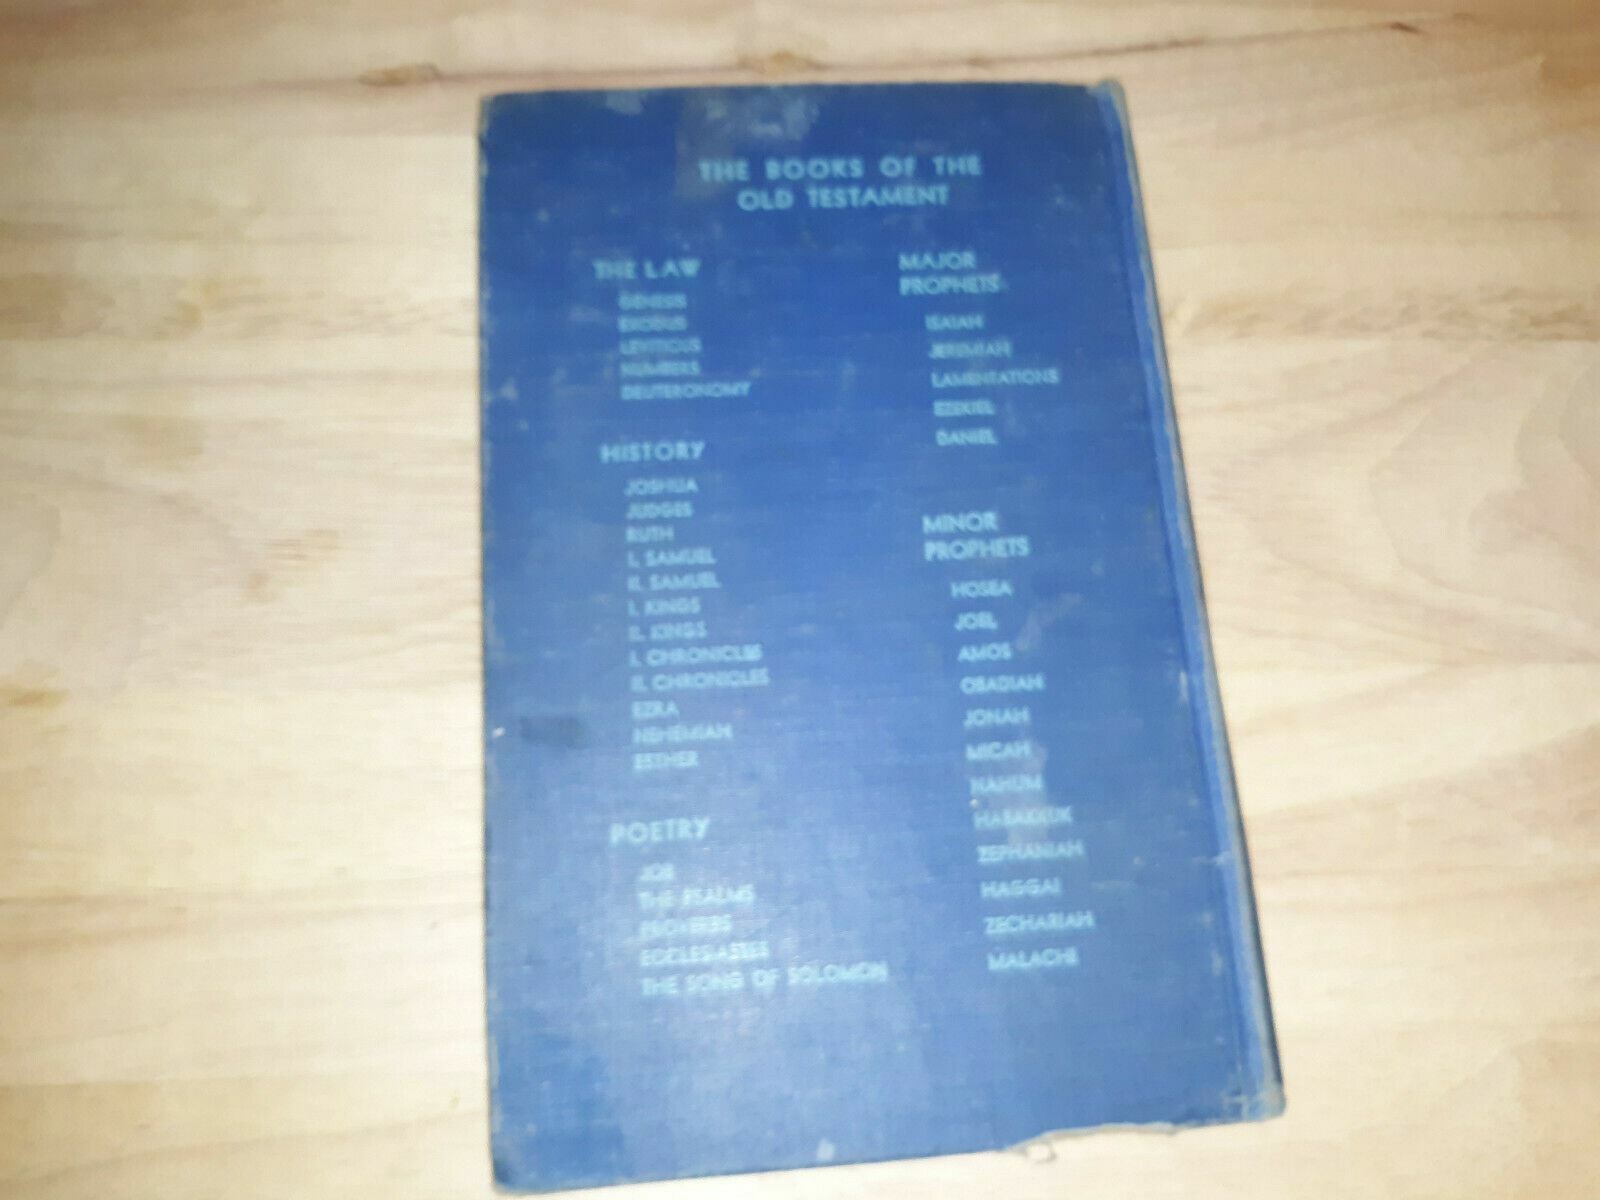 THE BOOKS OF THE
OLD TESTAMENT
THE LAW
GENESIS
EXODUS
LEVITICUS
NUMBERS
DEUTERONOMY
HISTORY
JOSHUA
JUDGES
RUTH
I. SAMUEL
II. SAMUEL
I. KINGS
II. KINGS
I. CHRONICLES
II. CHRONICLES
EZRA
NEHEMIAH
ESTHER
POETRY
JOB
THE PSALMS
PROVERBS
ECCLESIASTES
THE SONG OF SOLOMON
MAJOR
PROPHETS
ISAIAH
JEREMIAH
LAMENTATIONS
EZEKIEL
DANIEL
MINOR
PROPHETS
HOSEA
JOEL
AMOS
OBADIAH
JONAH
MICAH
NAHUM
HABAKKUK
ZEPHANIAH
HAGGAI
ZECHARIAH
MALACHI